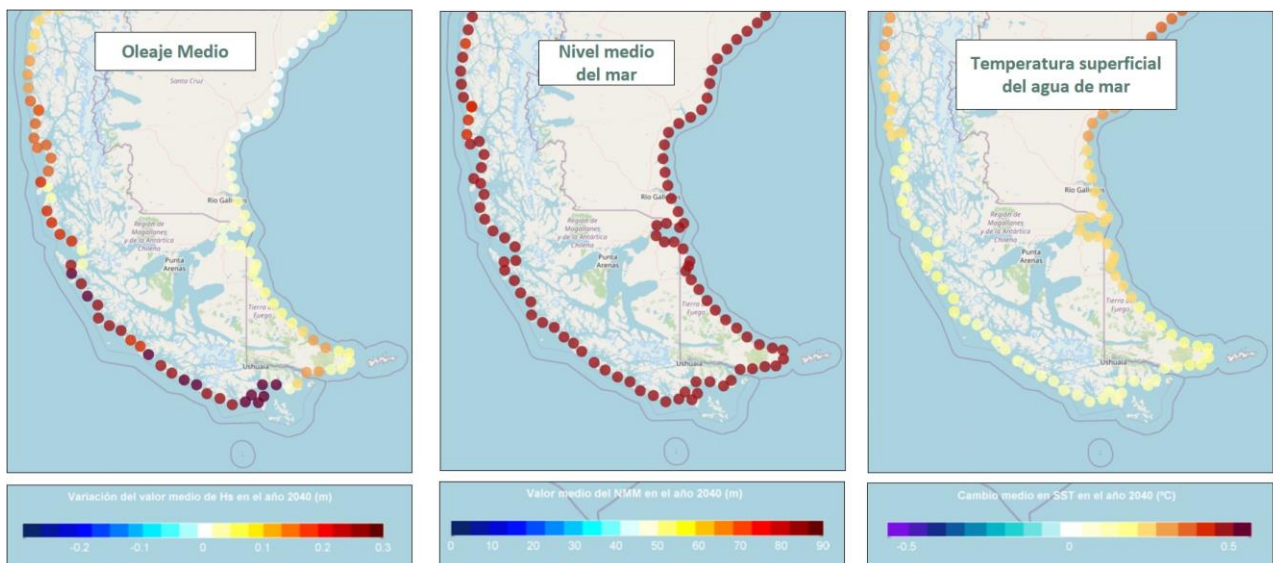 Oleaje Medio
Santa Cruz
Río Gallegos
Región de
Magallanes
y de la Antártica
Chilena
Punta
Arenas
Tierra del
Fuego
Ushuaia
Variación del valor medio de Hs en el año 2040 (m)
-0.2 -0.1 0 0.1 0.2 0.3
Nivel medio
del mar
Región de
Magallanes
y de la Antártica
Chilena
Punta
Arenas
Tierra
Fuego
Ushuaia
Valor medio del NMM en el año 2040 (m)
0 10 20 30 40 50 60 70 80 90
Temperatura superficial
del agua de mar
Región de
Magallanes
y de la Antártica
Chilena
Punta
Arenas
Tierra
Fuego
Ushuaia
Cambio medio en SST en el año 2040 (ºC)
-0.5 0 0.5